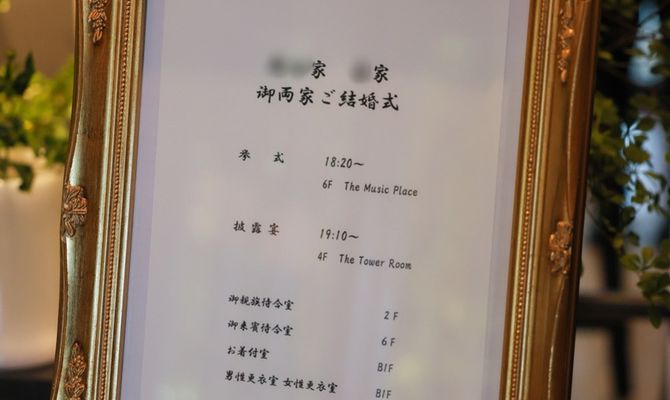 家 家
御両家ご結婚式
挙 式 18:20～
6F The Music Place
披露宴 19:10～
4F The Tower Room
御親族待合室 2F
御来賓待合室 6F
お着付室 B1F
男性更衣室 女性更衣室 B1F